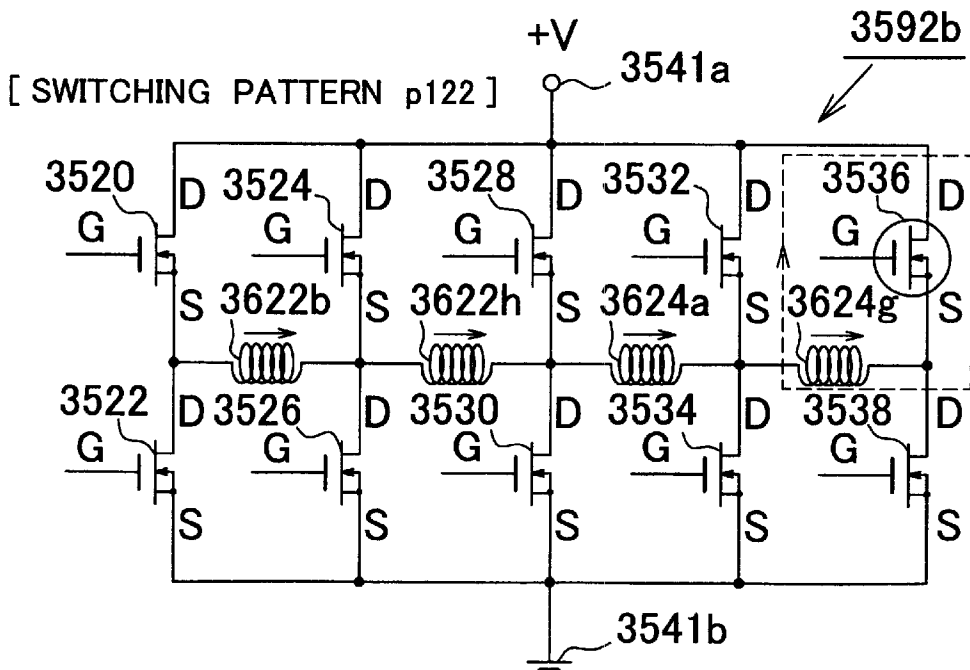 3592b
+V
3541a
[ SWITCHING PATTERN p122 ]
3520 D 3524 D 3528 D 3532 D 3536 D
G G G G G
S S S S S
3622b 3622h 3624a 3624g
3522 D 3526 D 3530 D 3534 D 3538 D
G G G G G
S S S S S
3541b